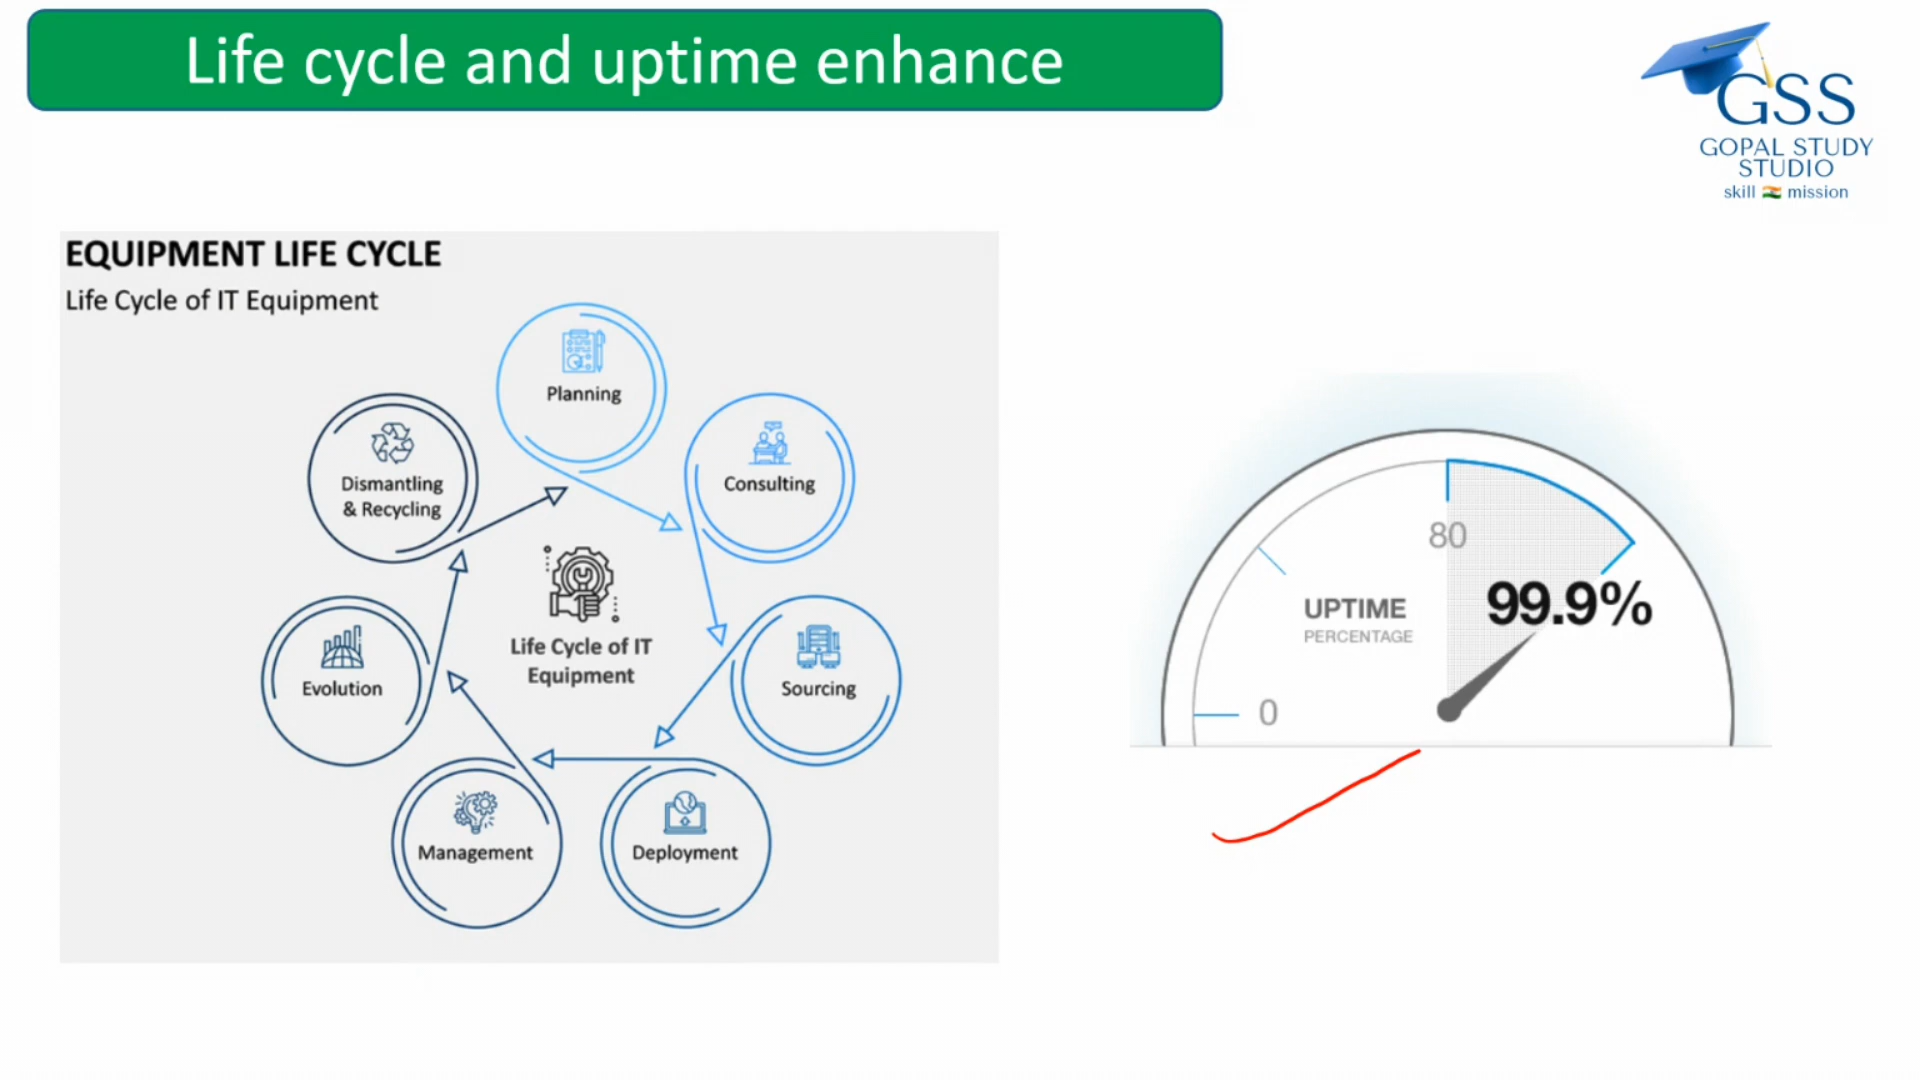 Life cycle and uptime enhance
GSS
GOPAL STUDY
STUDIO
skill mission
EQUIPMENT LIFE CYCLE
Life Cycle of IT Equipment
Planning
Consulting
Dismantling
& Recycling
Sourcing
Life Cycle of IT
Equipment
Evolution
Management
Deployment
80
99.9%
UPTIME
PERCENTAGE
0